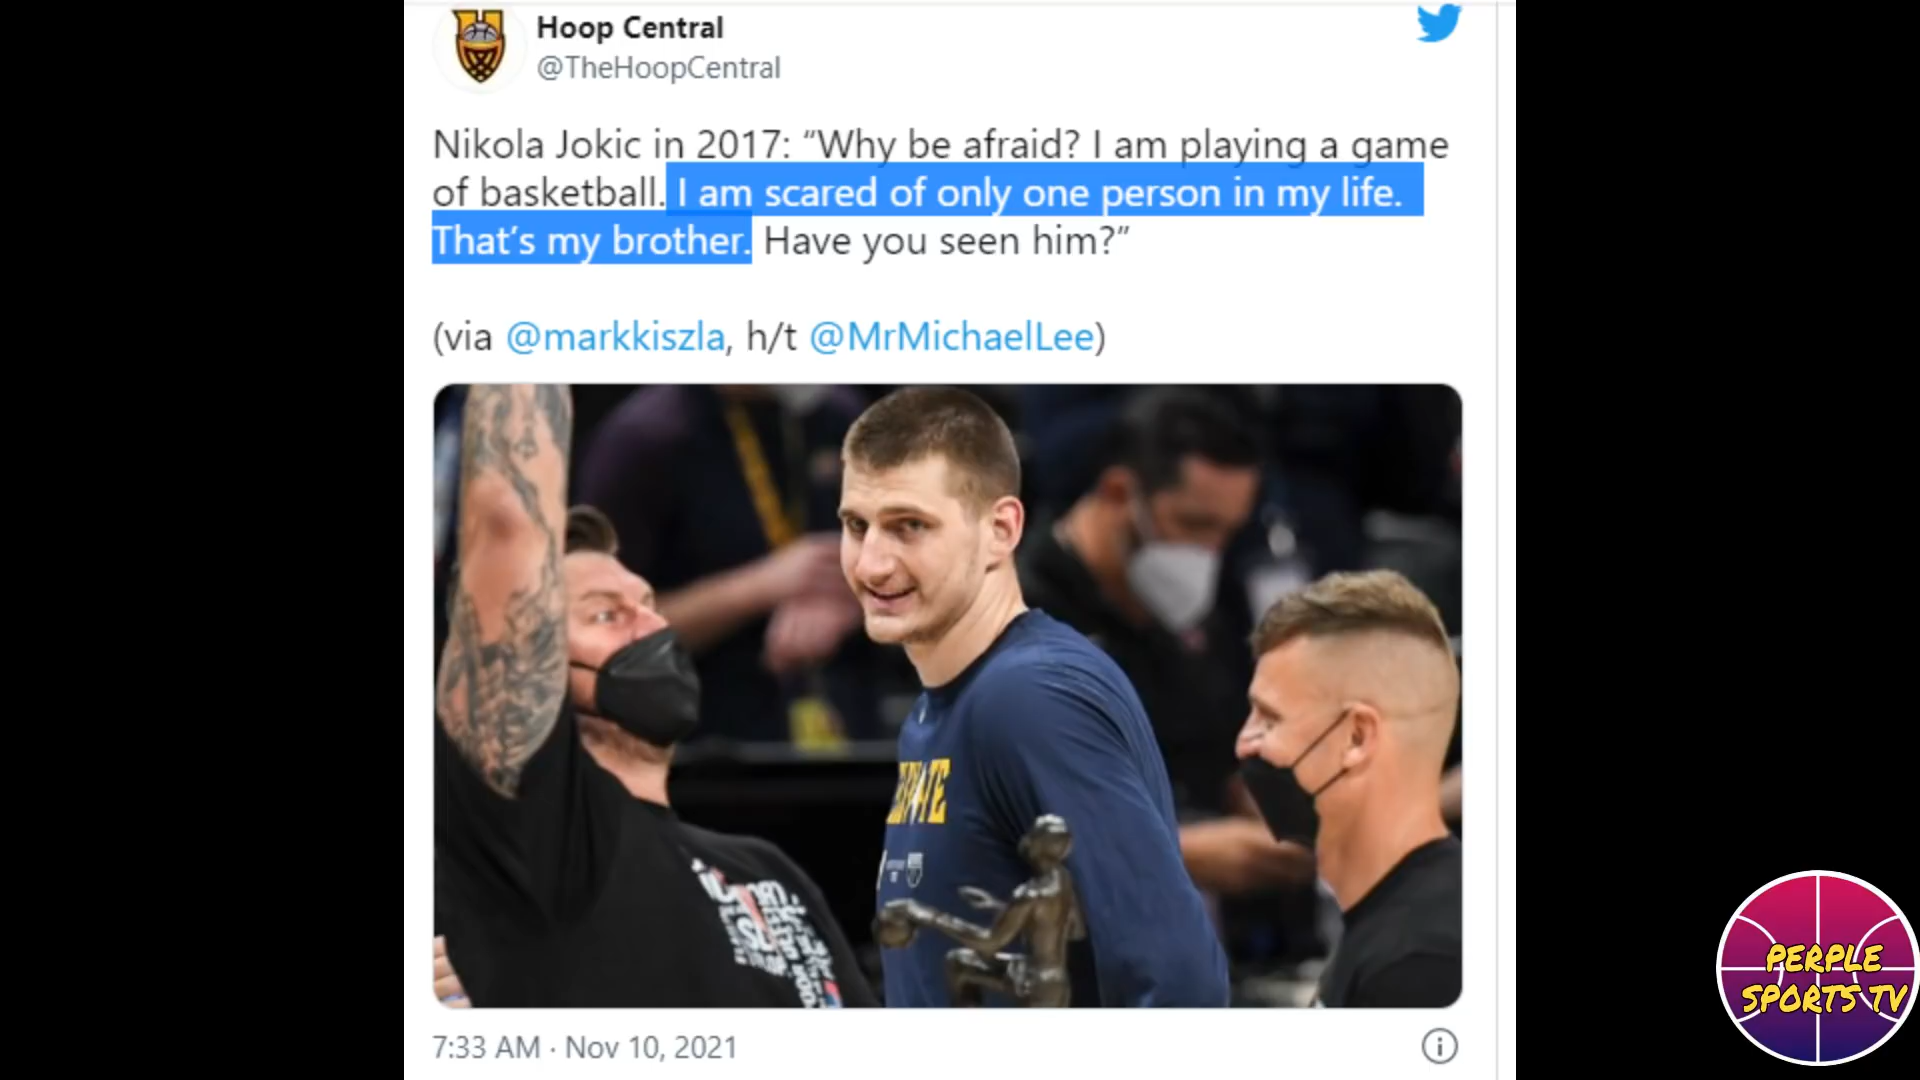 Hoop Central
@TheHoopCentral
Nikola Jokic in 2017: “Why be afraid? I am playing a game
of basketball. I am scared of only one person in my life.
That’s my brother. Have you seen him?”
(via @markkiszla, h/t @MrMichaelLee)
7:33 AM · Nov 10, 2021
PERPLE
SPORTS TV